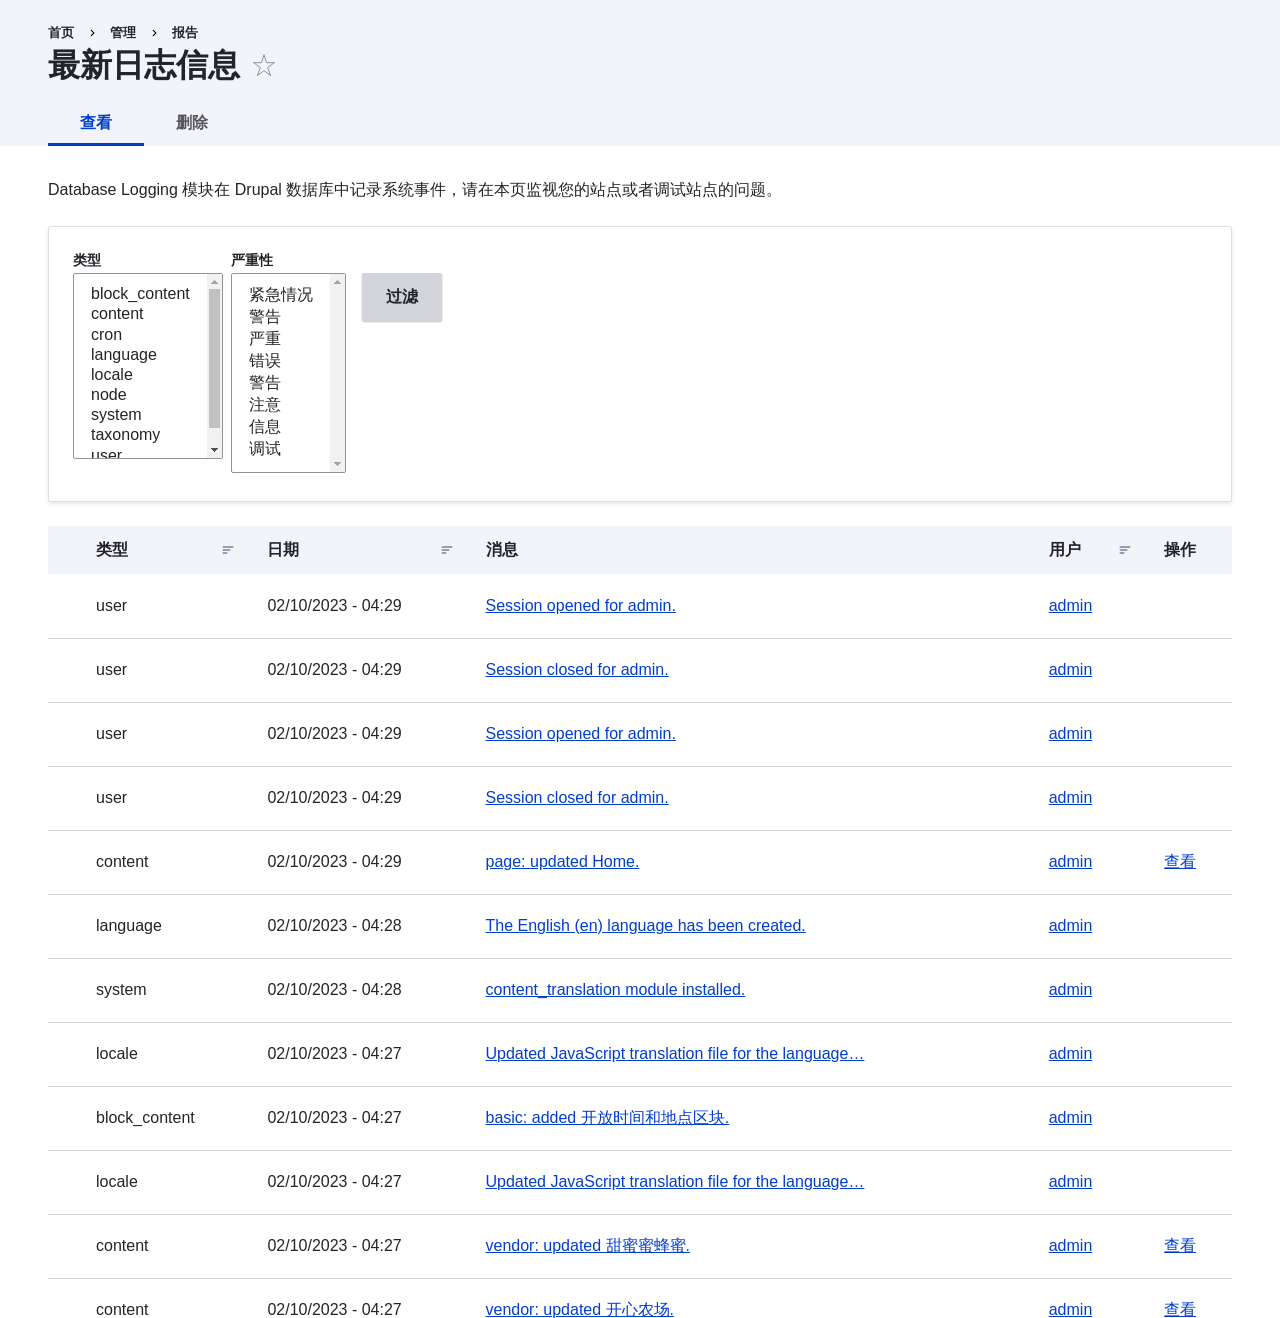 首页 › 管理 › 报告
最新日志信息 ☆
查看 删除
Database Logging 模块在 Drupal 数据库中记录系统事件，请在本页监视您的站点或者调试站点的问题。
类型
block_content
content
cron
language
locale
node
system
taxonomy
user
严重性
紧急情况
警告
严重
错误
警告
注意
信息
调试
过滤
类型 日期 消息 用户 操作
user 02/10/2023 - 04:29 Session opened for admin. admin
user 02/10/2023 - 04:29 Session closed for admin. admin
user 02/10/2023 - 04:29 Session opened for admin. admin
user 02/10/2023 - 04:29 Session closed for admin. admin
content 02/10/2023 - 04:29 page: updated Home. admin 查看
language 02/10/2023 - 04:28 The English (en) language has been created. admin
system 02/10/2023 - 04:28 content_translation module installed. admin
locale 02/10/2023 - 04:27 Updated JavaScript translation file for the language… admin
block_content 02/10/2023 - 04:27 basic: added 开放时间和地点区块. admin
locale 02/10/2023 - 04:27 Updated JavaScript translation file for the language… admin
content 02/10/2023 - 04:27 vendor: updated 甜蜜蜜蜂蜜. admin 查看
content 02/10/2023 - 04:27 vendor: updated 开心农场. admin 查看